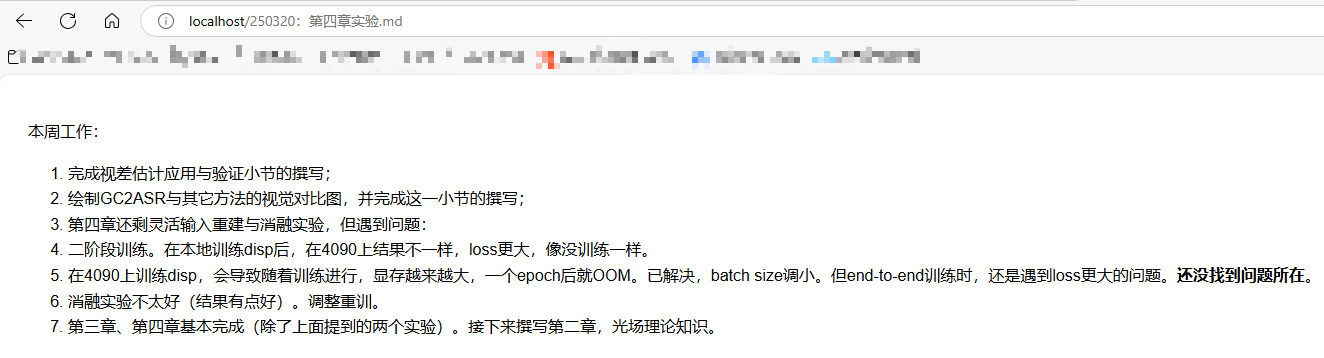 localhost/250320：第四章实验.md
本周工作：
1. 完成视差估计应用与验证小节的撰写；
2. 绘制GC2ASR与其它方法的视觉对比图，并完成这一小节的撰写；
3. 第四章还剩灵活输入重建与消融实验，但遇到问题：
4. 二阶段训练。在本地训练disp后，在4090上结果不一样，loss更大，像没训练一样。
5. 在4090上训练disp，会导致随着训练进行，显存越来越大，一个epoch后就OOM。已解决，batch size调小。但end-to-end训练时，还是遇到loss更大的问题。还没找到问题所在。
6. 消融实验不太好（结果有点好）。调整重训。
7. 第三章、第四章基本完成（除了上面提到的两个实验）。接下来撰写第二章，光场理论知识。